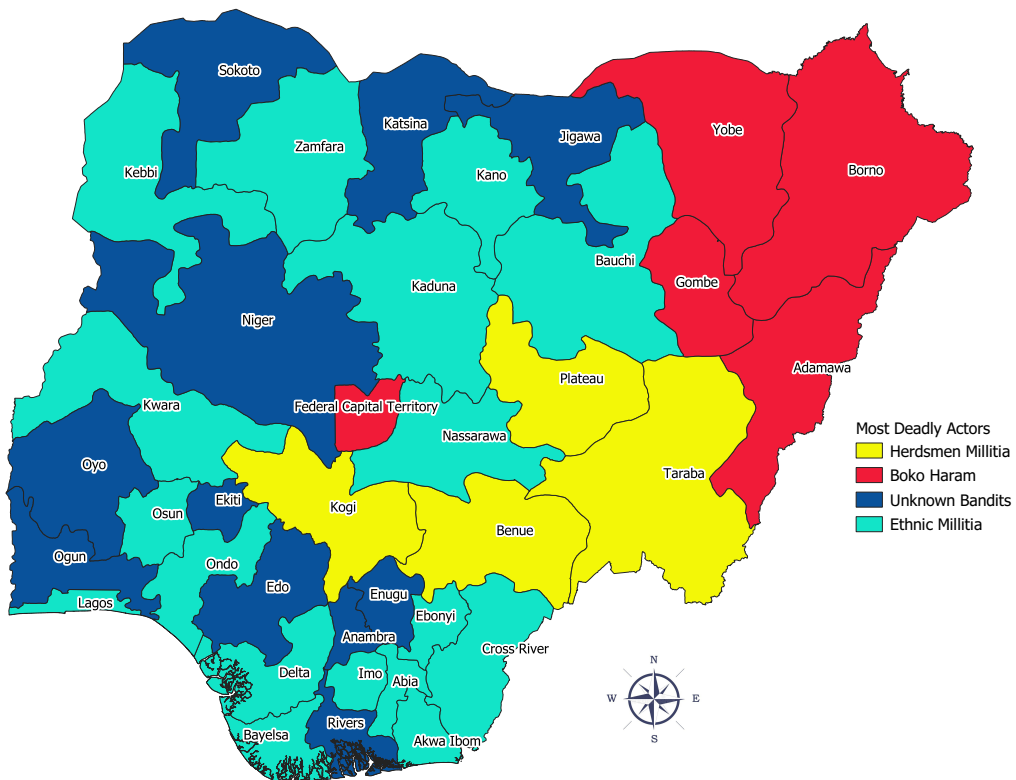 Sokoto
Katsina
Jigawa
Yobe
Zamfara
Kebbi
Kano
Borno
Bauchi
Kaduna
Gombe
Niger
Plateau
Adamawa
Federal Capital Territory
Kwara
Nassarawa
Most Deadly Actors
Herdsmen Millitia
Boko Haram
Unknown Bandits
Ethnic Millitia
Oyo
Taraba
Ekiti
Kogi
Osun
Benue
Ogun
Ondo
Edo
Enugu
Lagos
Ebonyi
Anambra
Cross River
Delta
Imo
Abia
Rivers
Bayelsa
Akwa Ibom
N
W E
S